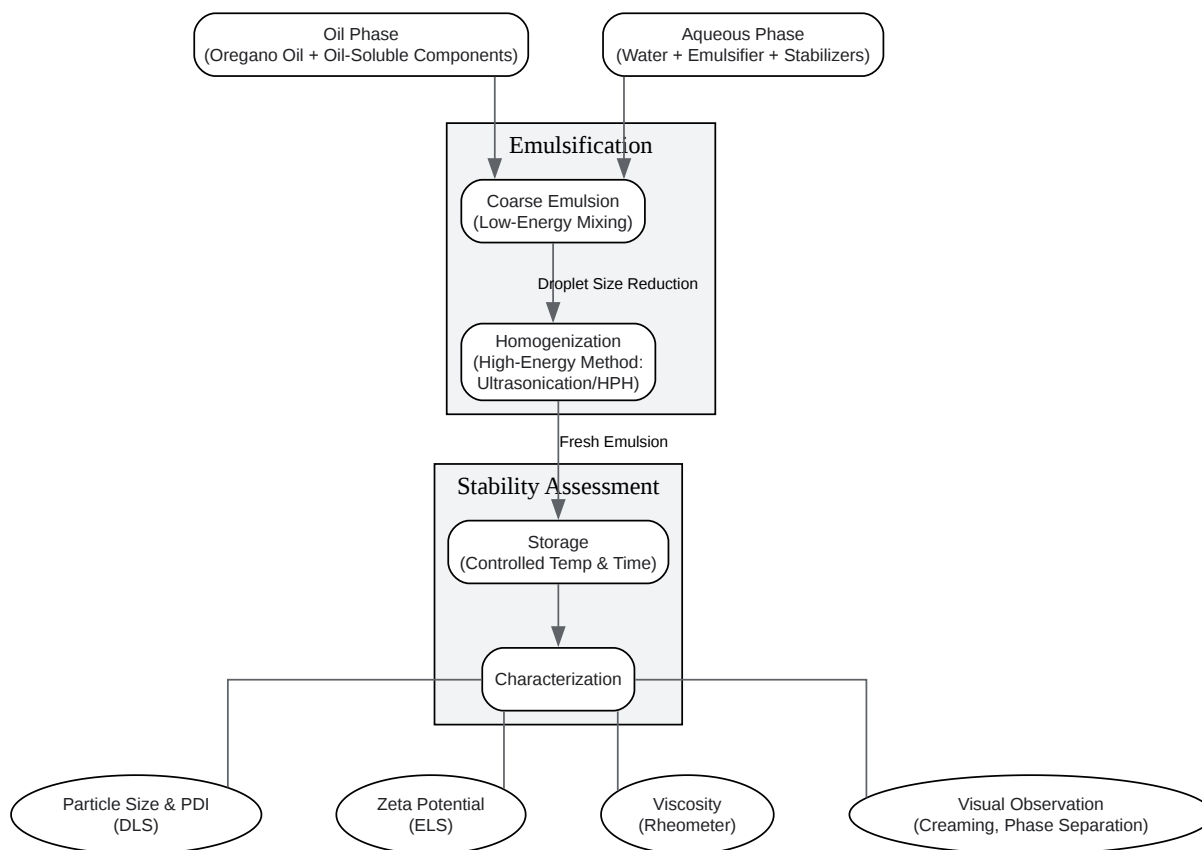 Oil Phase
(Oregano Oil + Oil-Soluble Components)
Aqueous Phase
(Water + Emulsifier + Stabilizers)
Emulsification
Coarse Emulsion
(Low-Energy Mixing)
Droplet Size Reduction
Homogenization
(High-Energy Method:
Ultrasonication/HPH)
Fresh Emulsion
Stability Assessment
Storage
(Controlled Temp & Time)
Characterization
Particle Size & PDI
(DLS)
Zeta Potential
(ELS)
Viscosity
(Rheometer)
Visual Observation
(Creaming, Phase Separation)